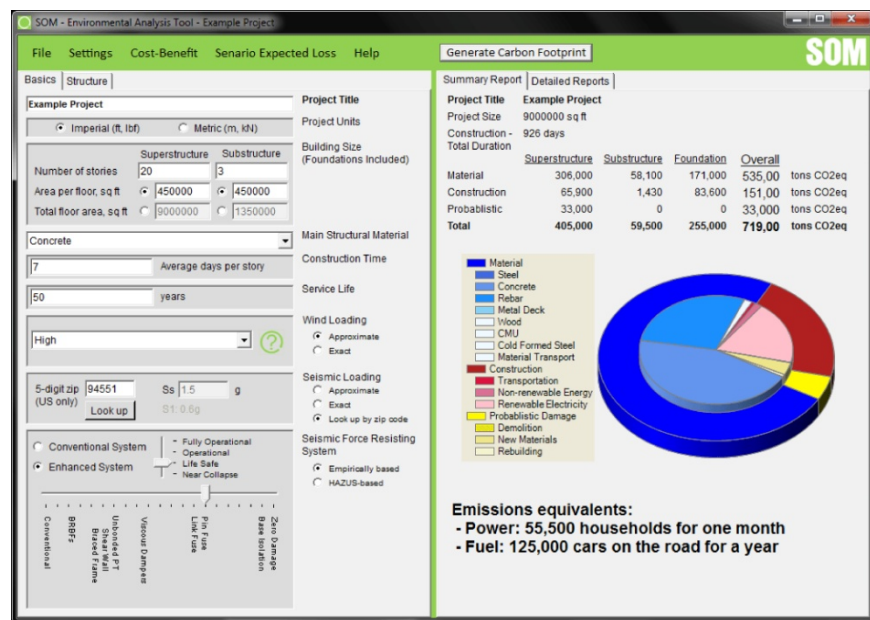 SOM - Environmental Analysis Tool - Example Project
File Settings Cost-Benefit Senario Expected Loss Help
Generate Carbon Footprint
SOM
Basics Structure
Example Project
Project Title
Imperial (ft, lbf) Metric (m, kN)
Project Units
Superstructure Substructure
Building Size
(Foundations Included)
Number of stories 20 3
Area per floor, sq ft 450000 450000
Total floor area, sq ft 9000000 1350000
Concrete
Main Structural Material
7 Average days per story
Construction Time
50 years
Service Life
High
?
Wind Loading
Approximate
Exact
5-digit zip 94551 Ss 1.5 g
(US only) Look up S1: 0.6g
Seismic Loading
Approximate
Exact
Look up by zip code
Conventional System
Enhanced System
- Fully Operational
- Operational
- Life Safe
- Near Collapse
Seismic Force Resisting
System
Empirically based
HAZUS-based
Conventional
BRBFs
Unbonded PT
Shear Wall
Braced Frame
Viscous Dampers
Pin Fuse
Link Fuse
Zero Damage
Base Isolation
Summary Report Detailed Reports
Project Title Example Project
Project Size 9000000 sq ft
Construction - 926 days
Total Duration
Superstructure Substructure Foundation Overall
Material 306,000 58,100 171,000 535,00 tons CO2eq
Construction 65,900 1,430 83,600 151,00 tons CO2eq
Probablistic 33,000 0 0 33,000 tons CO2eq
Total 405,000 59,500 255,000 719,00 tons CO2eq
Material
Steel
Concrete
Rebar
Metal Deck
Wood
CMU
Cold Formed Steel
Material Transport
Construction
Transportation
Non-renewable Energy
Renewable Electricity
Probablistic Damage
Demolition
New Materials
Rebuilding
Emissions equivalents:
- Power: 55,500 households for one month
- Fuel: 125,000 cars on the road for a year